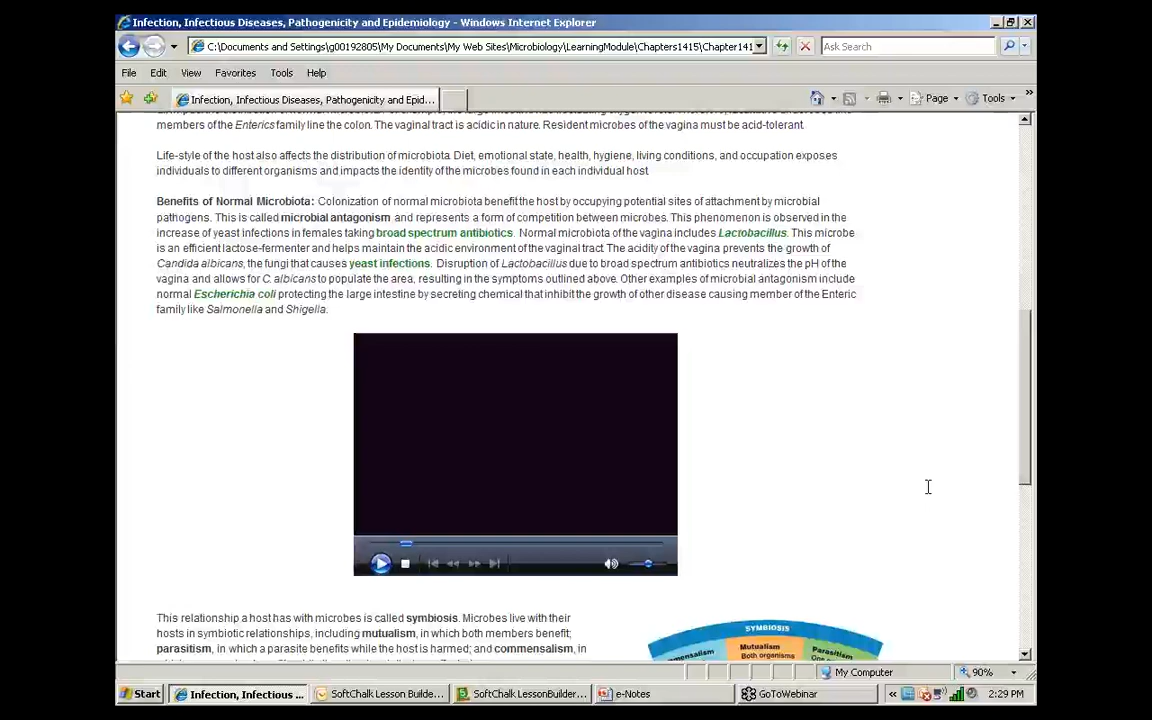 Infection, Infectious Diseases, Pathogenicity and Epidemiology - Windows Internet Explorer
C:\Documents and Settings\g00192805\My Documents\My Web Sites\Microbiology\LearningModule\Chapters1415\Chapter141
Ask Search
File Edit View Favorites Tools Help
Infection, Infectious Diseases, Pathogenicity and Epid...
Page Tools
members of the Enterics family line the colon. The vaginal tract is acidic in nature. Resident microbes of the vagina must be acid-tolerant.
Life-style of the host also affects the distribution of microbiota. Diet, emotional state, health, hygiene, living conditions, and occupation exposes
individuals to different organisms and impacts the identity of the microbes found in each individual host.
Benefits of Normal Microbiota: Colonization of normal microbiota benefit the host by occupying potential sites of attachment by microbial
pathogens. This is called microbial antagonism and represents a form of competition between microbes. This phenomenon is observed in the
increase of yeast infections in females taking broad spectrum antibiotics. Normal microbiota of the vagina includes Lactobacillus. This microbe
is an efficient lactose-fermenter and helps maintain the acidic environment of the vaginal tract. The acidity of the vagina prevents the growth of
Candida albicans, the fungi that causes yeast infections. Disruption of Lactobacillus due to broad spectrum antibiotics neutralizes the pH of the
vagina and allows for C. albicans to populate the area, resulting in the symptoms outlined above. Other examples of microbial antagonism include
normal Escherichia coli protecting the large intestine by secreting chemical that inhibit the growth of other disease causing member of the Enteric
family like Salmonella and Shigella.
This relationship a host has with microbes is called symbiosis. Microbes live with their
hosts in symbiotic relationships, including mutualism, in which both members benefit;
parasitism, in which a parasite benefits while the host is harmed; and commensalism, in
SYMBIOSIS
Mutualism
Both organisms
Parasitism
My Computer
90%
Start
Infection, Infectious ...
SoftChalk Lesson Builde...
SoftChalk LessonBuilder...
e-Notes
GoToWebinar
2:29 PM